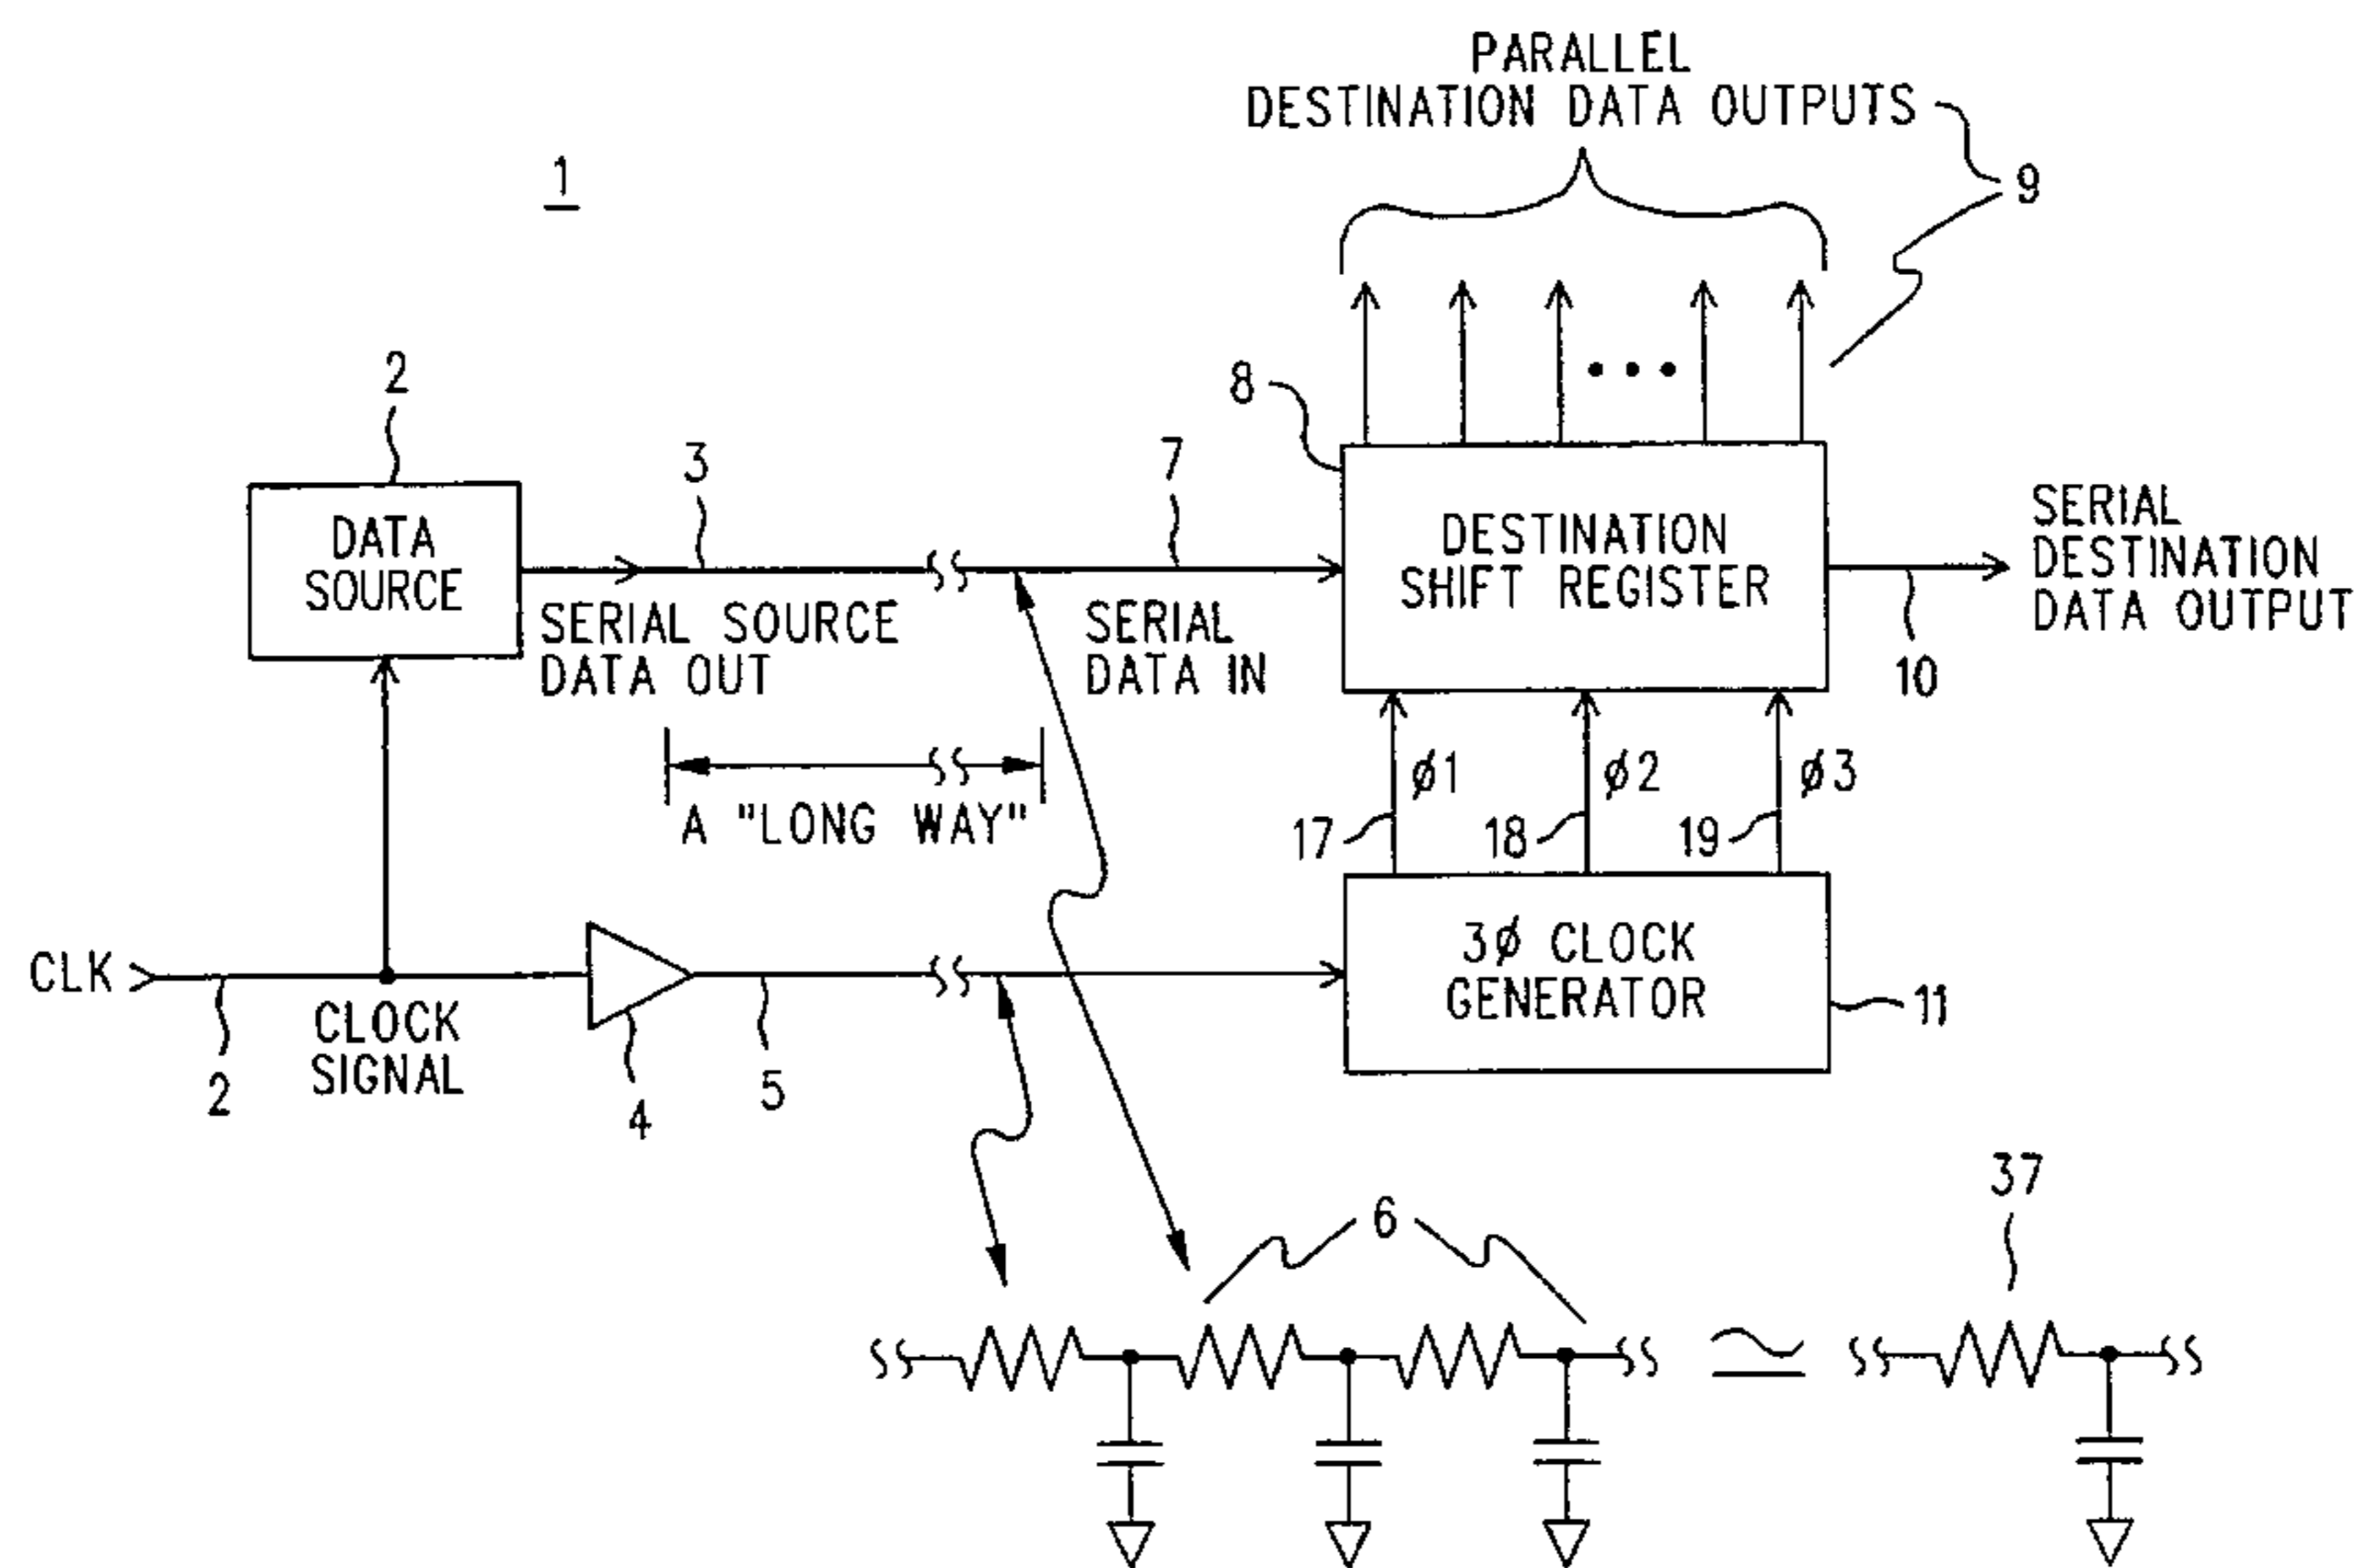 PARALLEL
DESTINATION DATA OUTPUTS
1
9
2
8
3
7
DATA
SOURCE
DESTINATION
SHIFT REGISTER
SERIAL
DESTINATION
DATA OUTPUT
SERIAL SOURCE
DATA OUT
SERIAL
DATA IN
10
ø1
ø2
ø3
A "LONG WAY"
17
18
19
CLK
3ø CLOCK
GENERATOR
11
CLOCK
SIGNAL
2
4
5
37
6